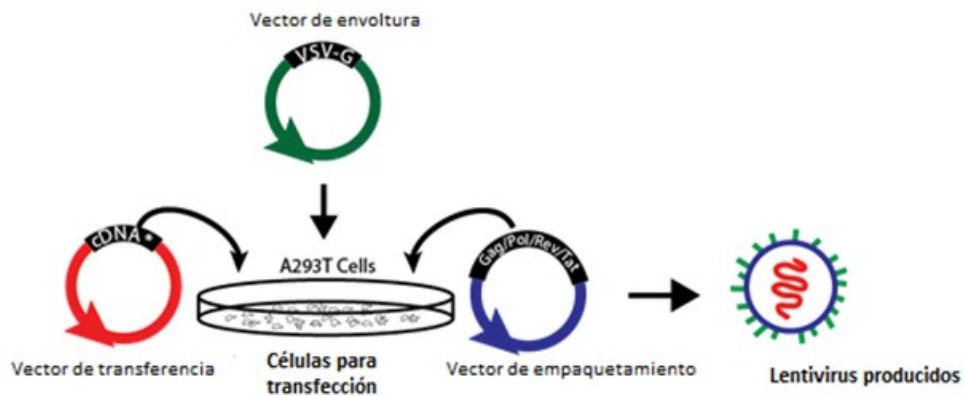 Vector de envoltura
VSV-G
cDNA*
A293T Cells
Gag/Pol/Rev/Tat
Vector de transferencia
Células para
transfección
Vector de empaquetamiento
Lentivirus producidos